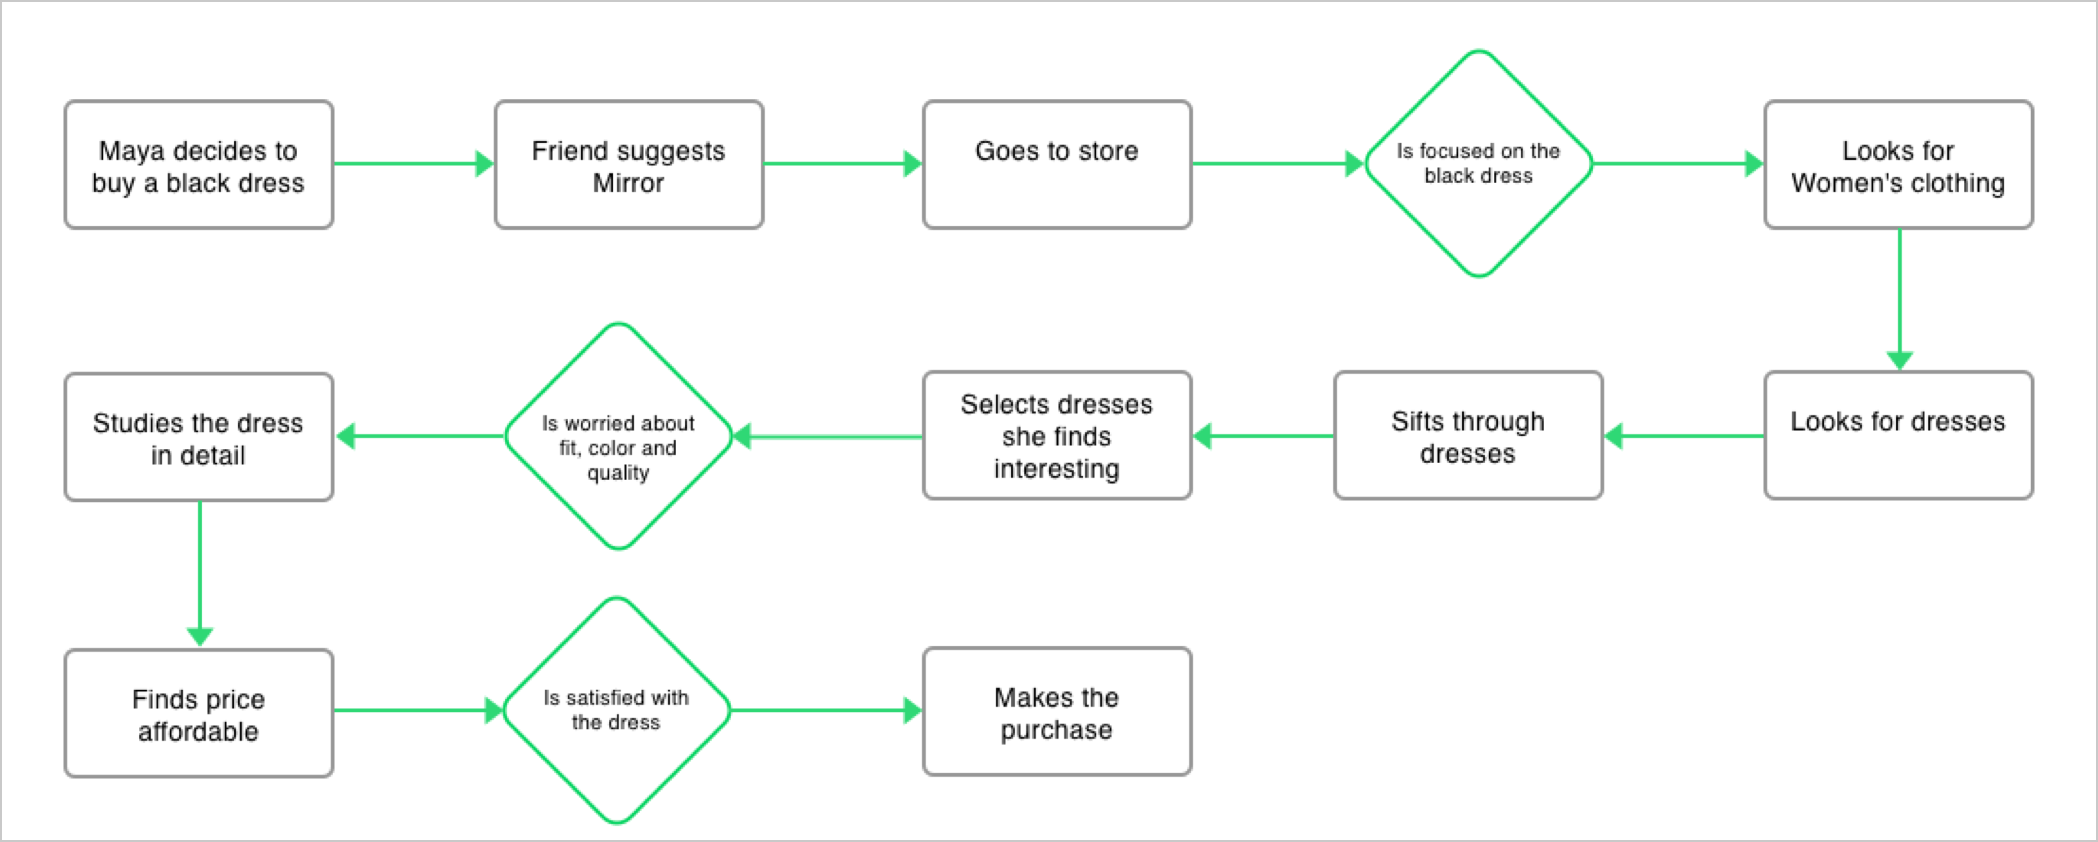 Maya decides to
buy a black dress
Friend suggests
Mirror
Goes to store
Is focused on the
black dress
Looks for
Women's clothing
Looks for dresses
Sifts through
dresses
Selects dresses
she finds
interesting
Is worried about
fit, color and
quality
Studies the dress
in detail
Finds price
affordable
Is satisfied with
the dress
Makes the
purchase